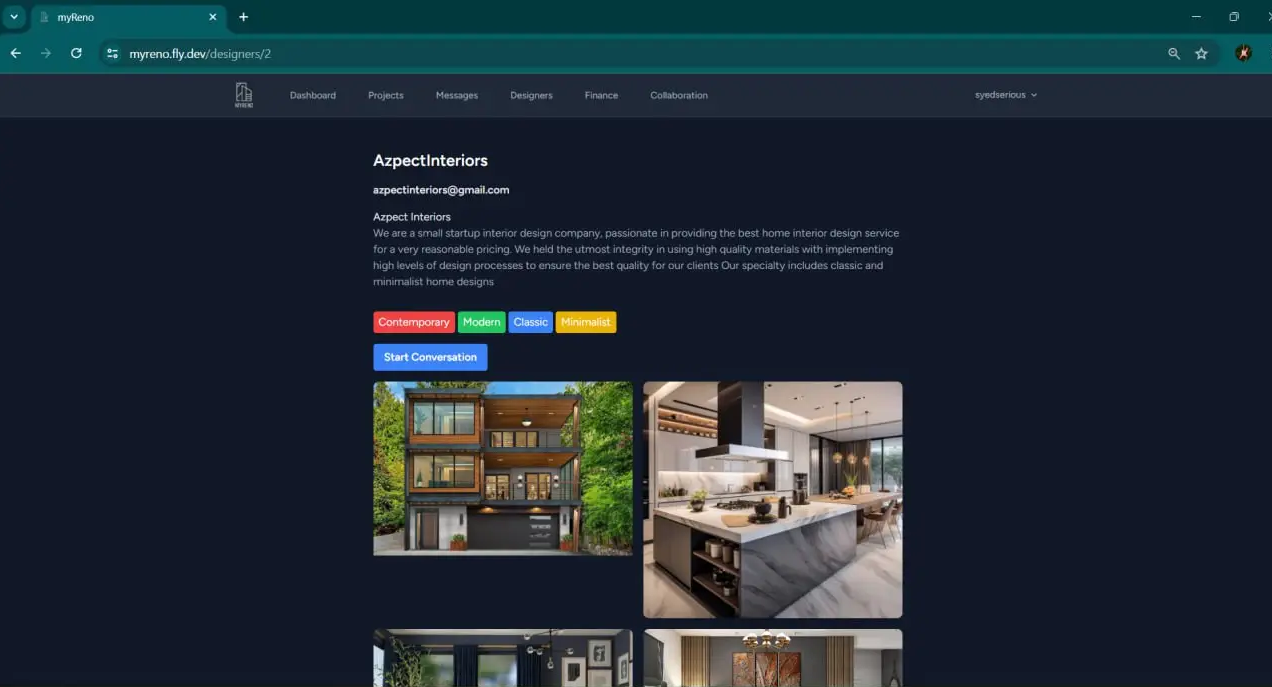 myReno
myreno.fly.dev/designers/2
MYRENO
Dashboard
Projects
Messages
Designers
Finance
Collaboration
syedserious
AzpectInteriors
azpectinteriors@gmail.com
Azpect Interiors
We are a small startup interior design company, passionate in providing the best home interior design service
for a very reasonable pricing. We held the utmost integrity in using high quality materials with implementing
high levels of design processes to ensure the best quality for our clients Our specialty includes classic and
minimalist home designs
Contemporary Modern Classic Minimalist
Start Conversation